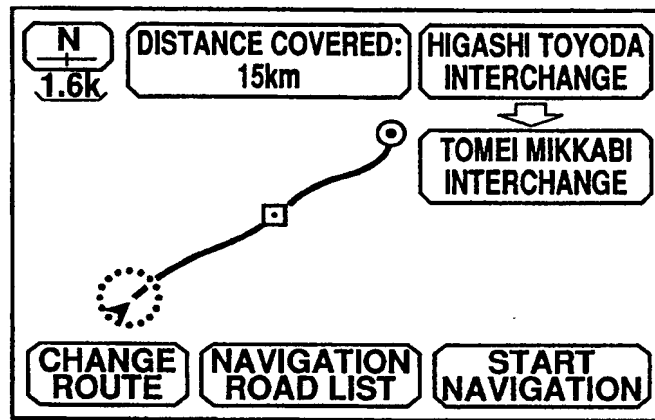 N
1.6k
DISTANCE COVERED:
15km
HIGASHI TOYODA
INTERCHANGE
TOMEI MIKKABI
INTERCHANGE
CHANGE
ROUTE
NAVIGATION
ROAD LIST
START
NAVIGATION